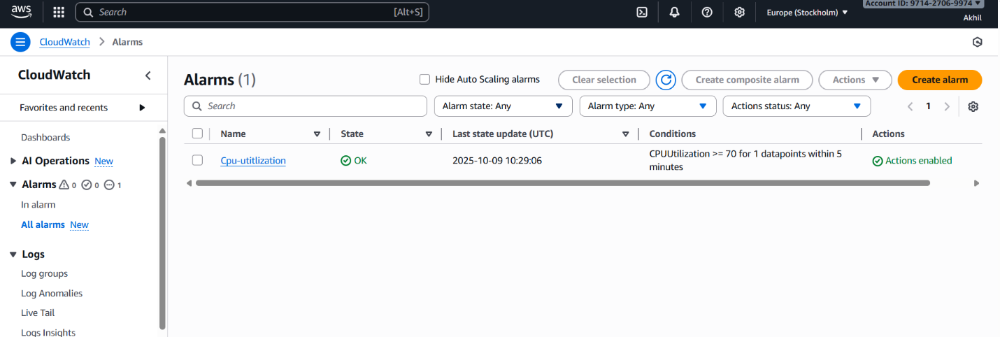 aws
Search [Alt+S]
Europe (Stockholm)
Account ID: 9714-2706-9974
Akhil
CloudWatch > Alarms
CloudWatch
Favorites and recents
Dashboards
AI Operations New
Alarms 0 0 1
In alarm
All alarms New
Logs
Log groups
Log Anomalies
Live Tail
Logs Insights
Alarms (1)
Hide Auto Scaling alarms
Clear selection
Create composite alarm
Actions
Create alarm
Search
Alarm state: Any
Alarm type: Any
Actions status: Any
1
Name State Last state update (UTC) Conditions Actions
Cpu-utitlization OK 2025-10-09 10:29:06 CPUUtilization >= 70 for 1 datapoints within 5
minutes
Actions enabled